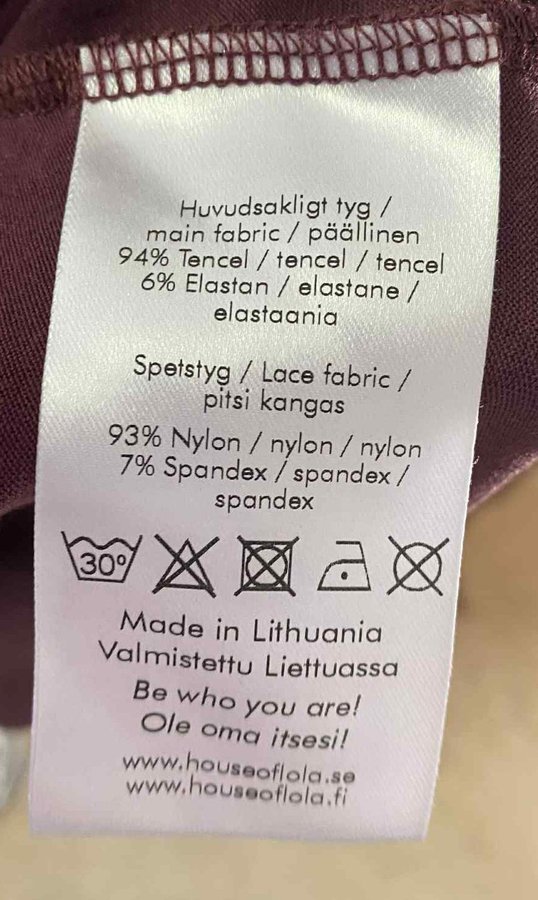 Huvudsakligt tyg /
main fabric / päällinen
94% Tencel / tencel / tencel
6% Elastan / elastane /
elastaania
Spetstyg / Lace fabric /
pitsi kangas
93% Nylon / nylon / nylon
7% Spandex / spandex /
spandex
30°
Made in Lithuania
Valmistettu Liettuassa
Be who you are!
Ole oma itsesi!
www.houseoflola.se
www.houseoflola.fi